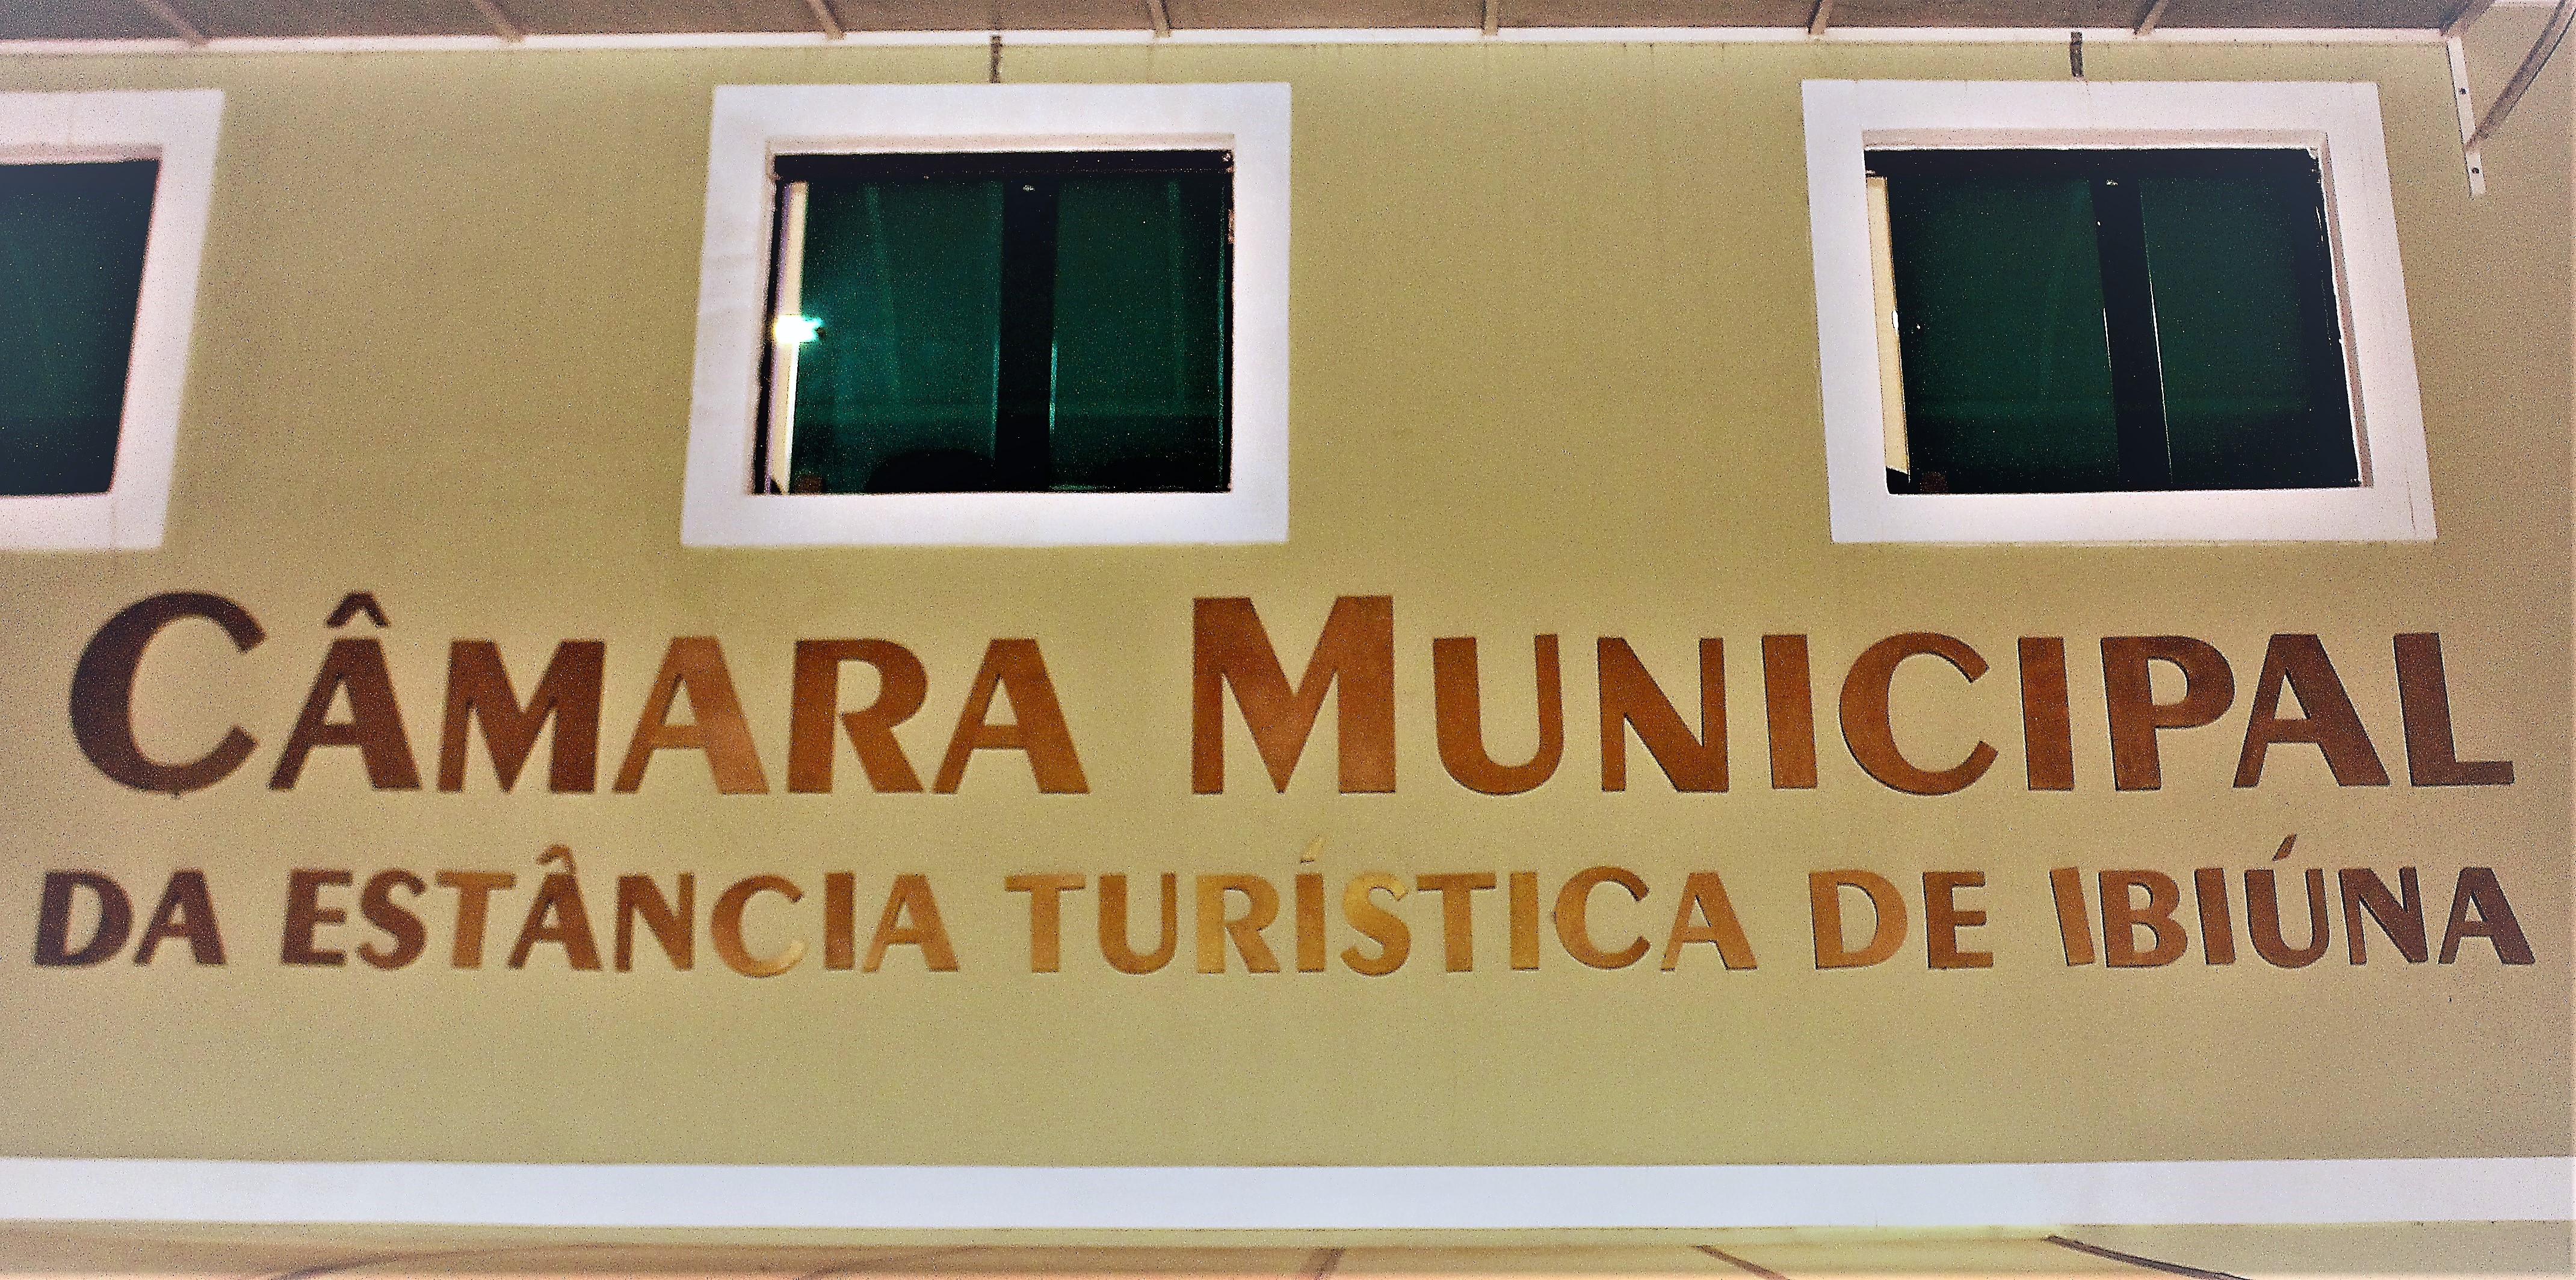 CÂMARA MUNICIPAL
DA ESTÂNCIA TURÍSTICA DE IBIÚNA